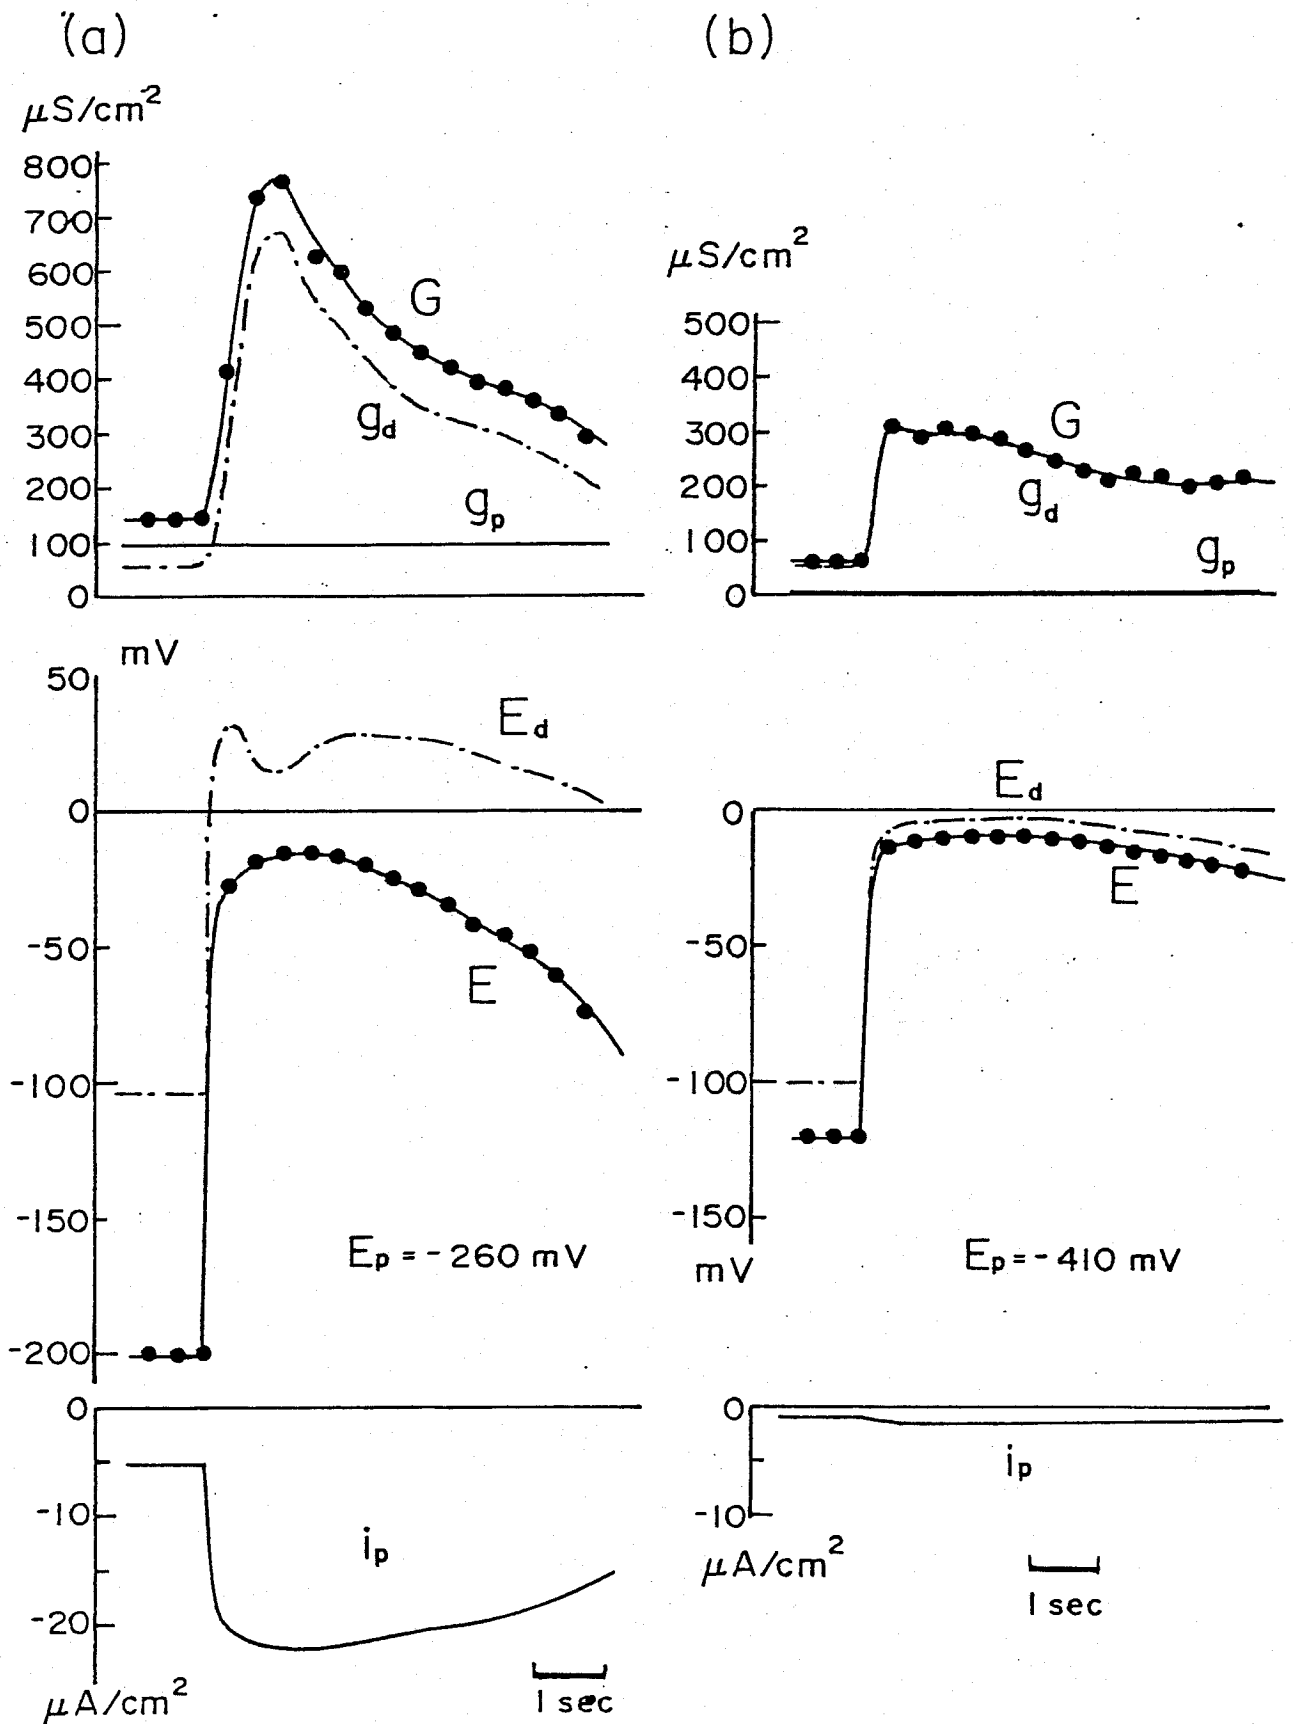 (a)
μS/cm²
800
700
600
500
400
300
200
100
0
G
g_d
g_p
mV
50
0
-50
-100
-150
-200
E_d
E
E_p = -260 mV
0
-10
-20
i_p
μA/cm²
1 sec
(b)
μS/cm²
500
400
300
200
100
0
G
g_d
g_p
0
-50
-100
-150
mV
E_d
E
E_p = -410 mV
0
-10
i_p
μA/cm²
1 sec